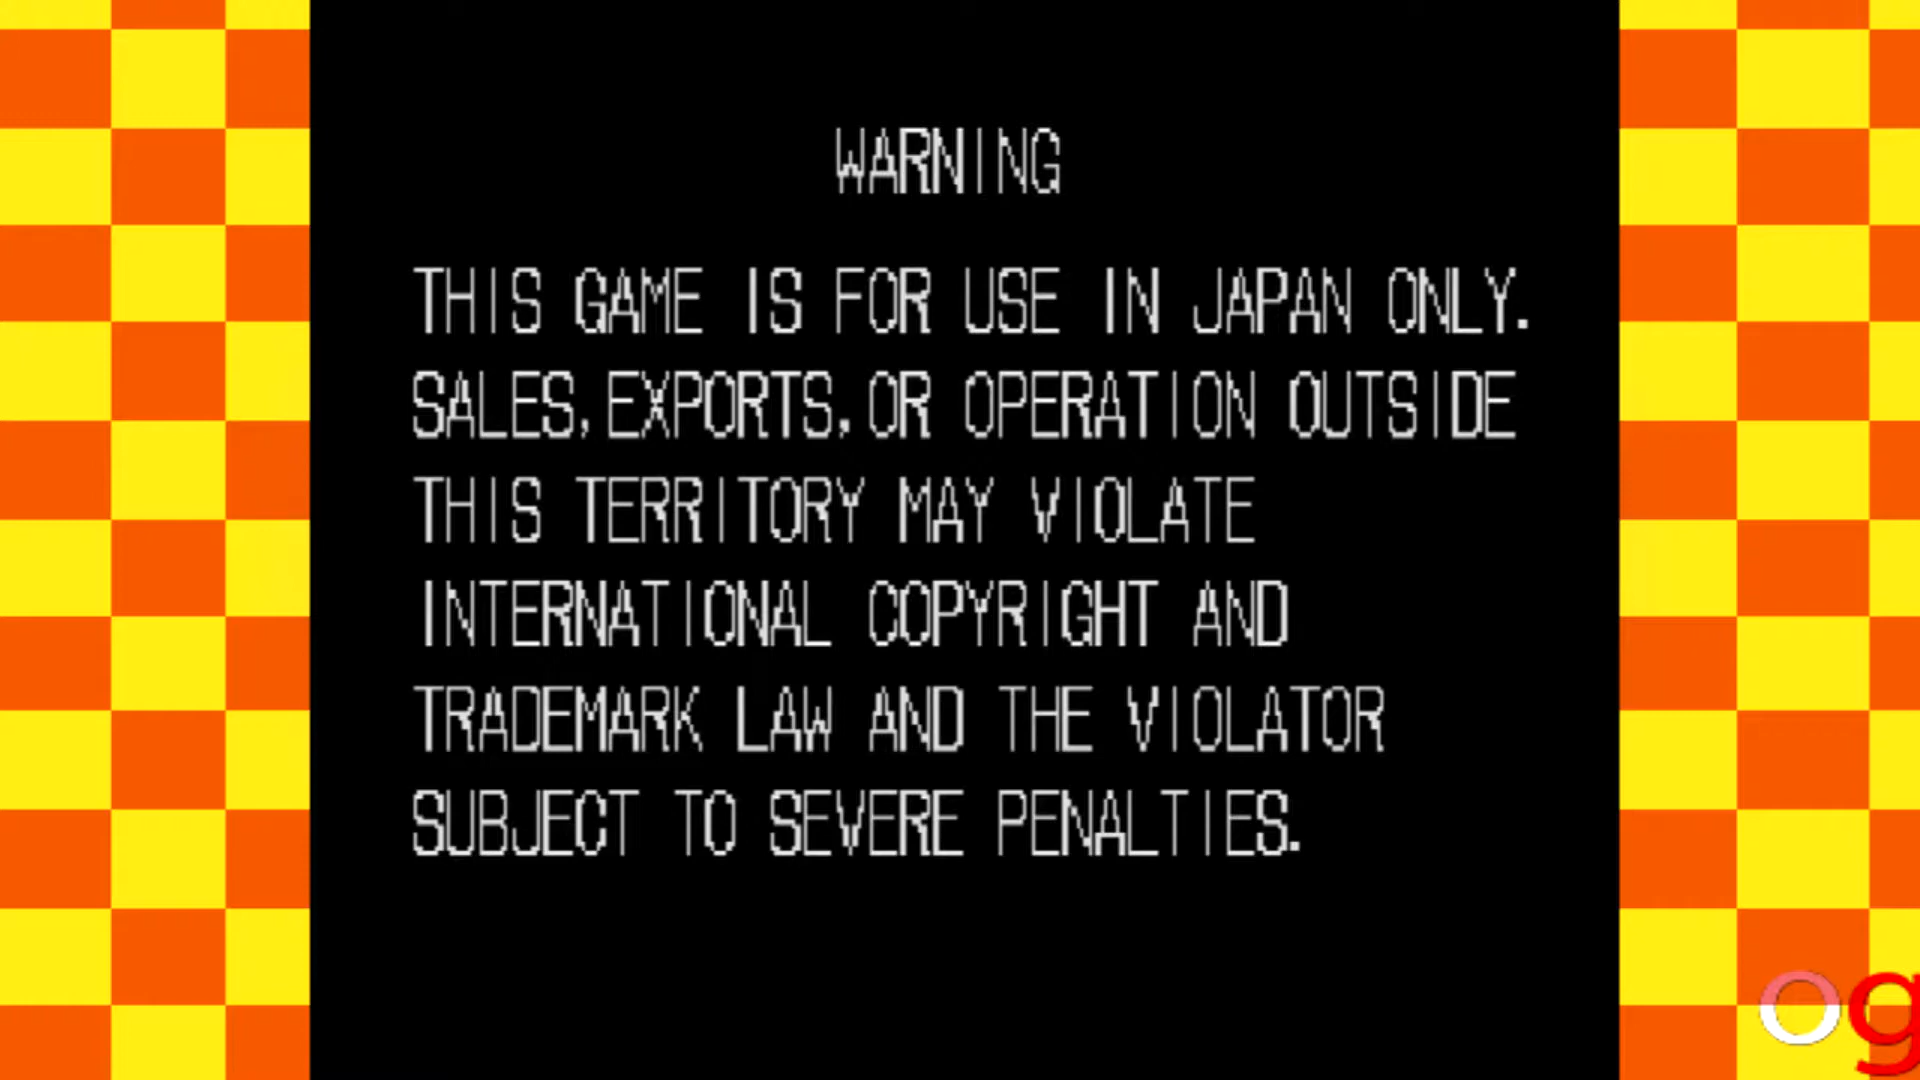 WARNING
THIS GAME IS FOR USE IN JAPAN ONLY.
SALES,EXPORTS,OR OPERATION OUTSIDE
THIS TERRITORY MAY VIOLATE
INTERNATIONAL COPYRIGHT AND
TRADEMARK LAW AND THE VIOLATOR
SUBJECT TO SEVERE PENALTIES.
og